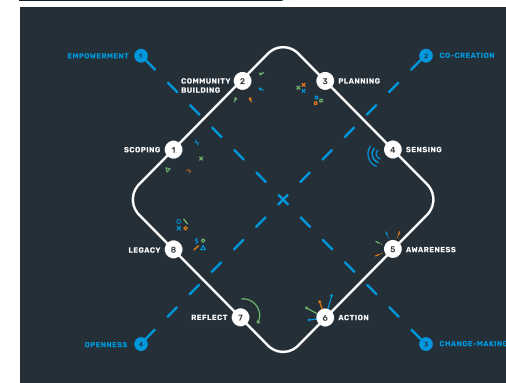 1 EMPOWERMENT
2 CO-CREATION
COMMUNITY
BUILDING 2
3 PLANNING
SCOPING 1
4 SENSING
LEGACY 8
5 AWARENESS
REFLECT 7
6 ACTION
OPENNESS 4
3 CHANGE-MAKING